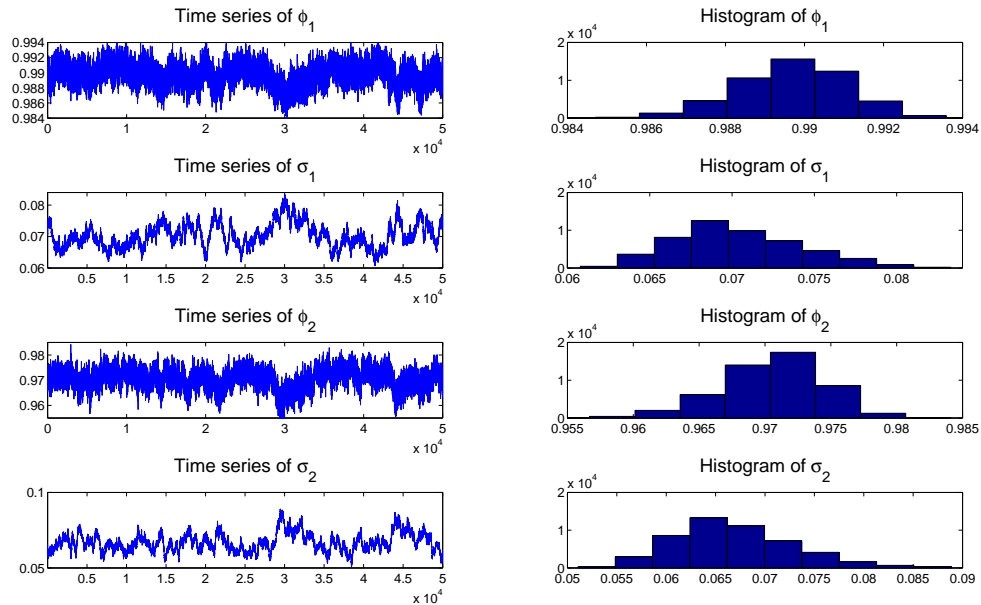 Time series of ϕ1
0.994
0.992
0.99
0.988
0.986
0.984
0 1 2 3 4 5
x 10^4
Histogram of ϕ1
x 10^4
2
1
0
0.984 0.986 0.988 0.99 0.992 0.994
Time series of σ1
0.08
0.07
0.06
0.5 1 1.5 2 2.5 3 3.5 4 4.5 5
x 10^4
Histogram of σ1
x 10^4
2
1
0
0.06 0.065 0.07 0.075 0.08
Time series of ϕ2
0.98
0.97
0.96
0 1 2 3 4 5
x 10^4
Histogram of ϕ2
x 10^4
2
1
0
0.955 0.96 0.965 0.97 0.975 0.98 0.985
Time series of σ2
0.1
0.05
0.5 1 1.5 2 2.5 3 3.5 4 4.5 5
x 10^4
Histogram of σ2
x 10^4
2
1
0
0.05 0.055 0.06 0.065 0.07 0.075 0.08 0.085 0.09